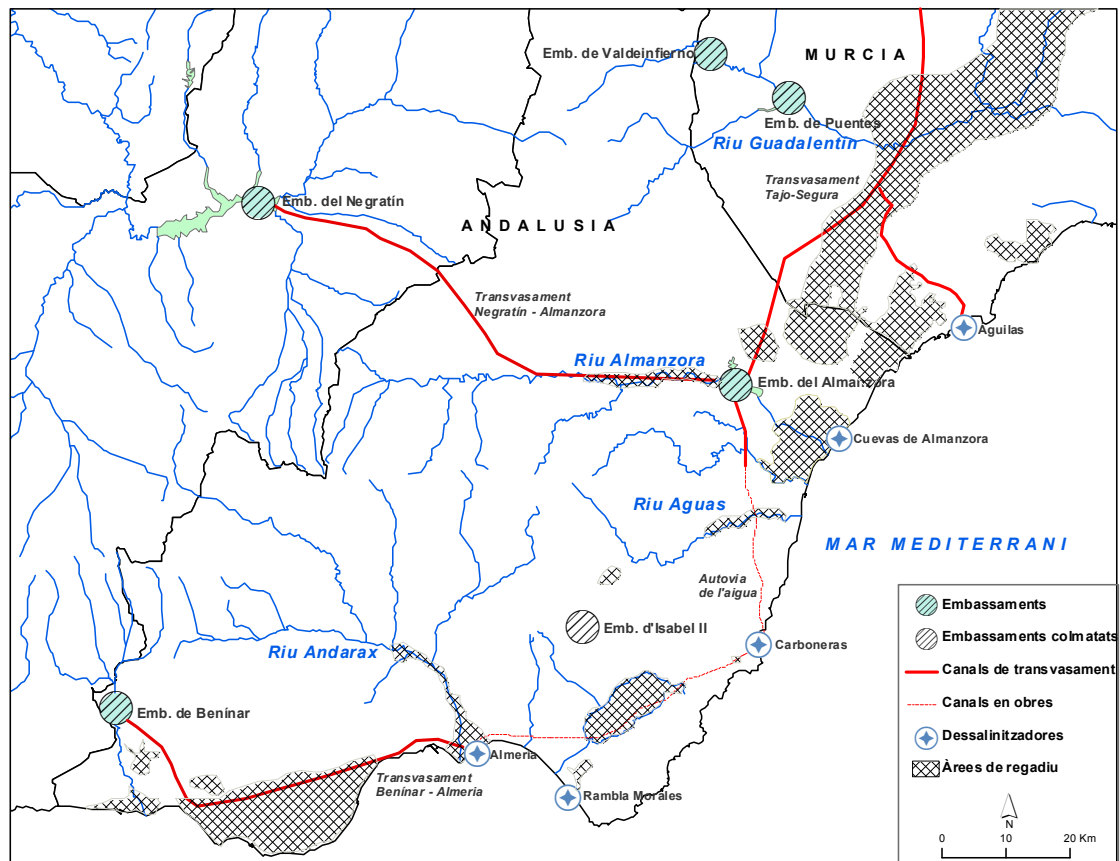 Emb. de Valdeinfierno
MURCIA
Emb. de Puentes
Riu Guadalentín
Transvasament
Tajo-Segura
Emb. del Negratín
ANDALUSIA
Transvasament
Negratín - Almanzora
Riu Almanzora
Aguilas
Emb. del Almanzora
Cuevas de Almanzora
Riu Aguas
MAR MEDITERRANI
Autovia
de l'aigua
Emb. d'Isabel II
Carboneras
Riu Andarax
Emb. de Benínar
Almería
Transvasament
Benínar - Almeria
Rambla Morales
Embassaments
Embassaments colmatats
Canals de transvasament
Canals en obres
Dessalinitzadores
Àrees de regadiu
N
0 10 20 Km